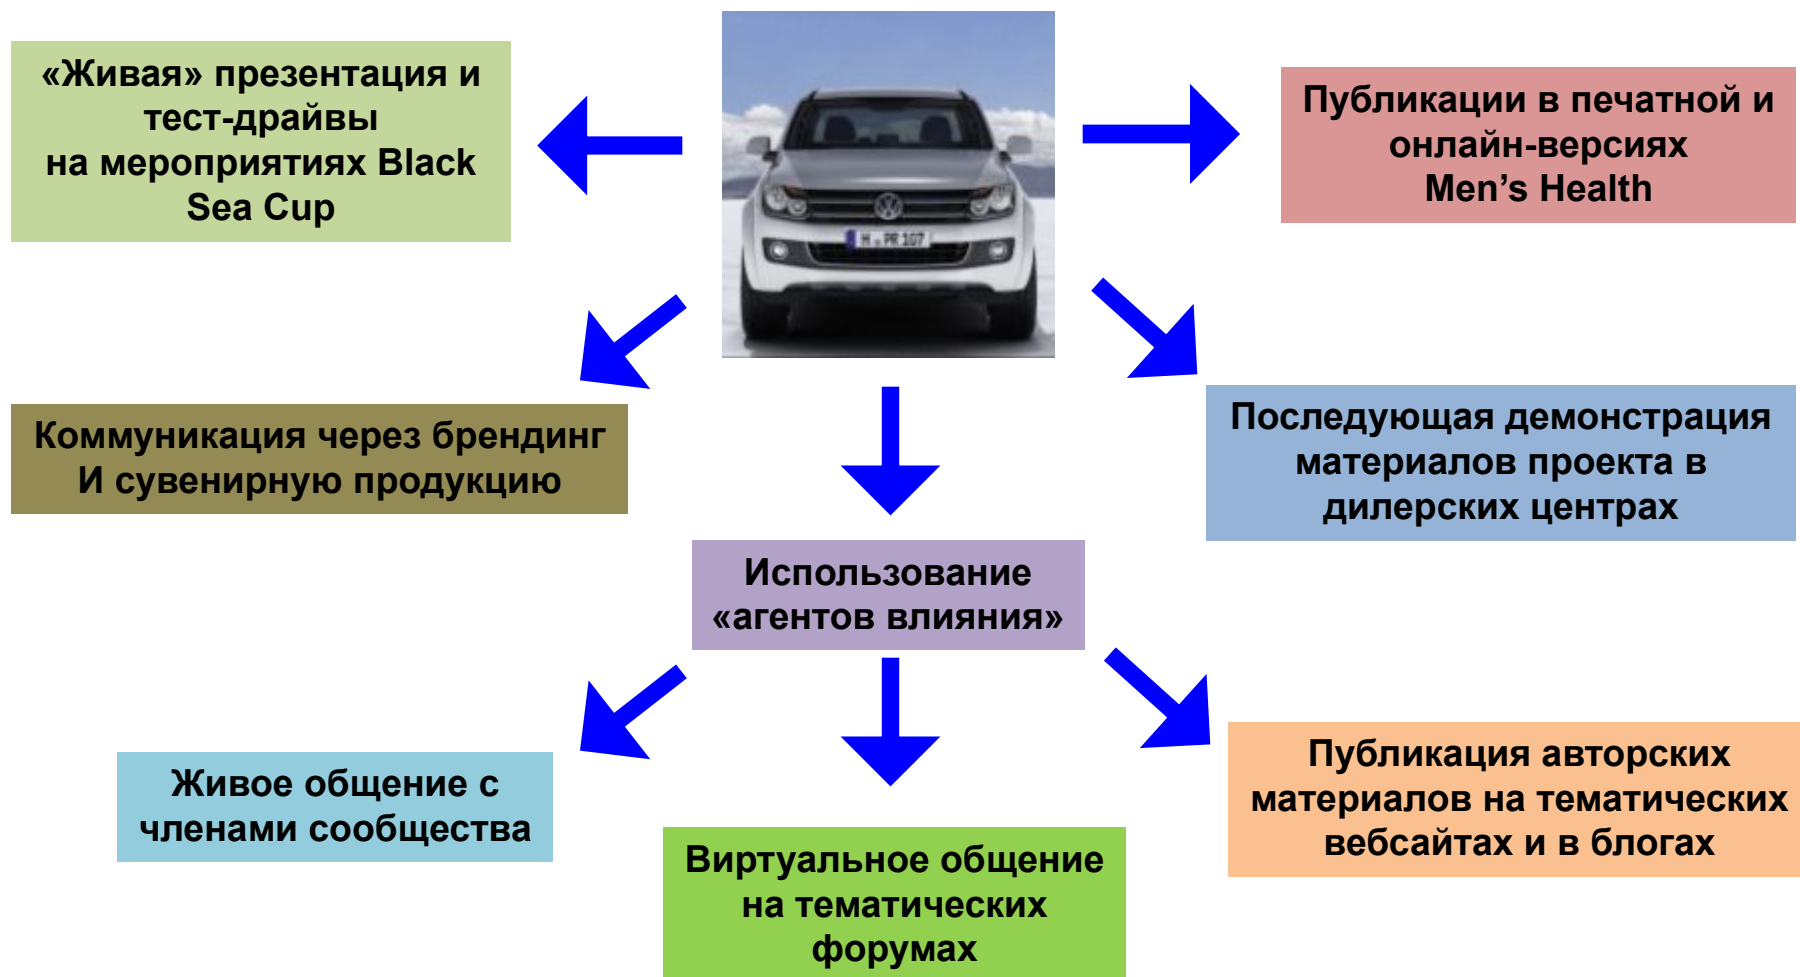 «Живая» презентация и
тест-драйвы
на мероприятиях Black
Sea Cup
Публикации в печатной и
онлайн-версиях
Men’s Health
H PR 107
Коммуникация через брендинг
И сувенирную продукцию
Последующая демонстрация
материалов проекта в
дилерских центрах
Использование
«агентов влияния»
Живое общение с
членами сообщества
Виртуальное общение
на тематических
форумах
Публикация авторских
материалов на тематических
вебсайтах и в блогах